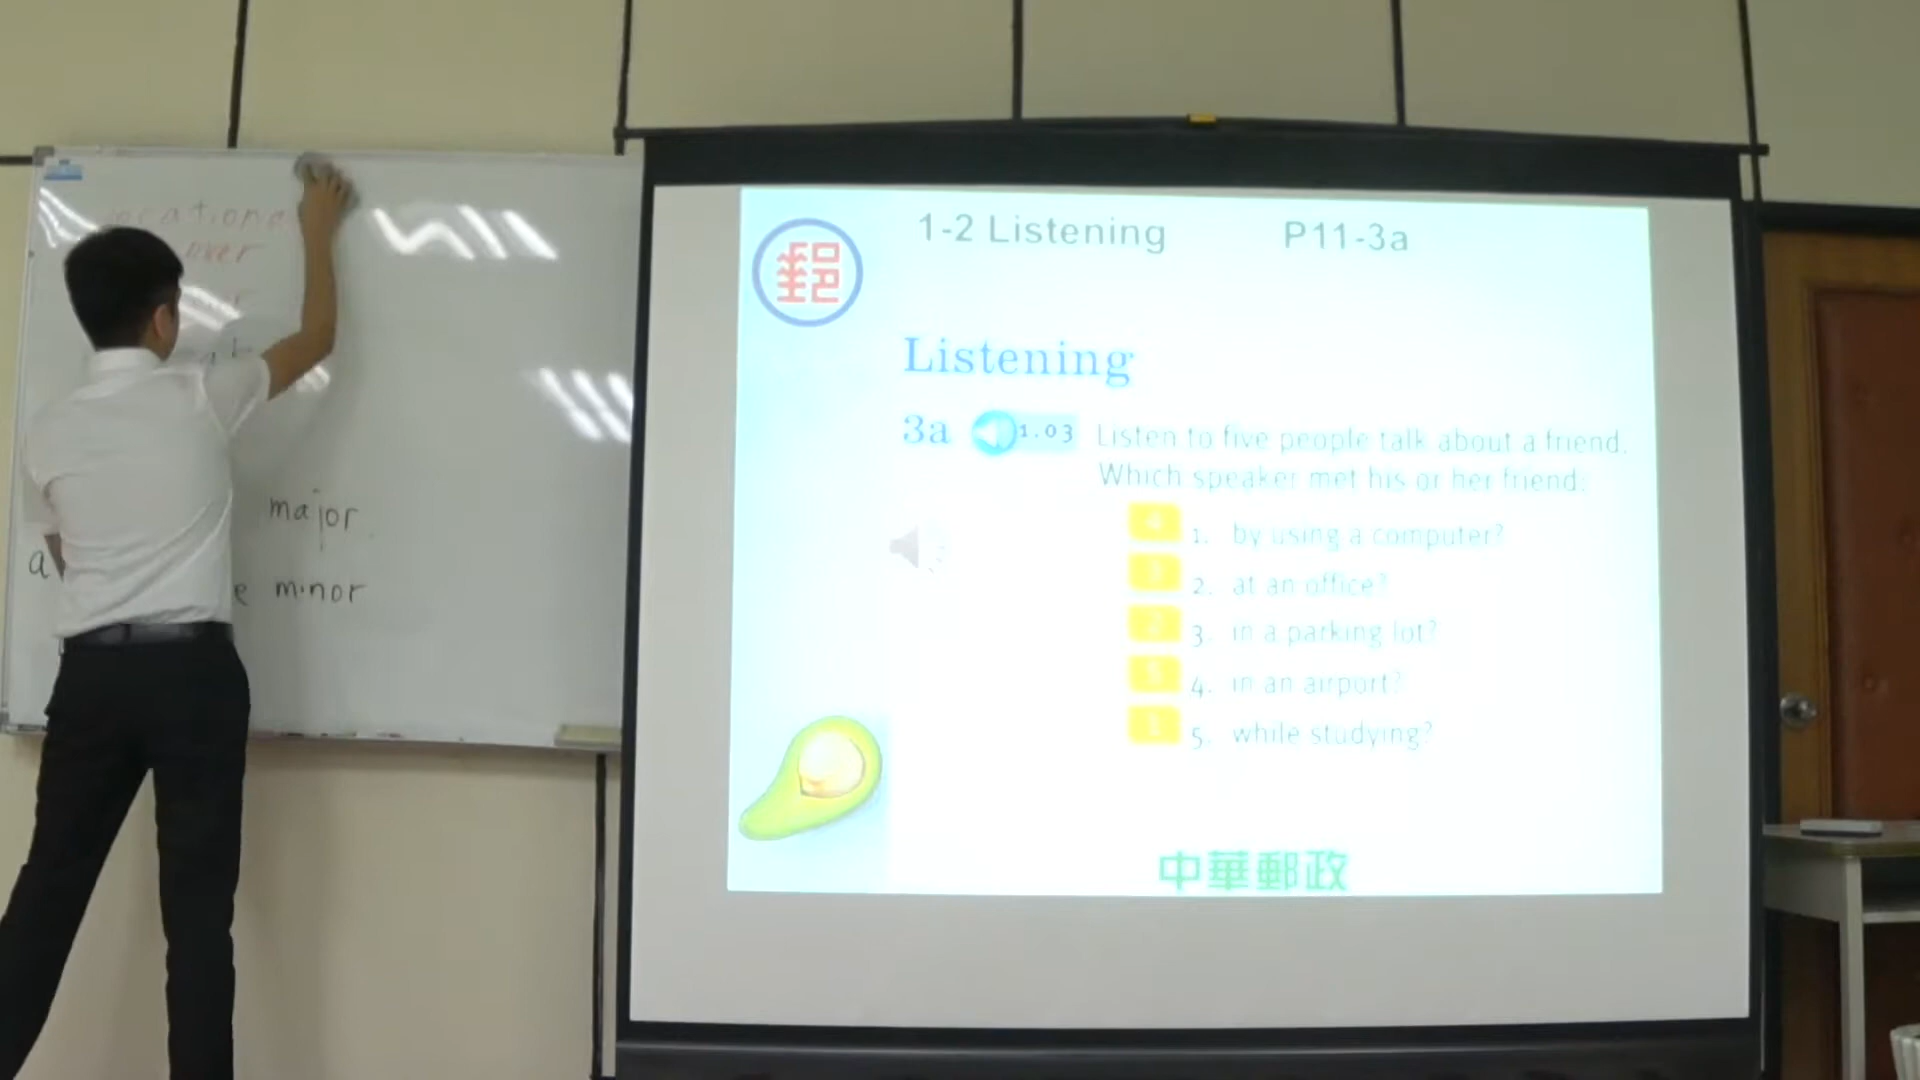 over
major
a
e minor
郵
1-2 Listening P11-3a
Listening
3a 1.03 Listen to five people talk about a friend.
Which speaker met his or her friend:
4 1. by using a computer?
3 2. at an office?
2 3. in a parking lot?
5 4. in an airport?
1 5. while studying?
中華郵政